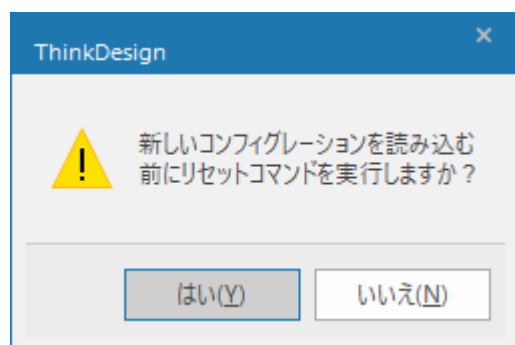 ThinkDesign
新しいコンフィグレーションを読み込む
前にリセットコマンドを実行しますか？
はい(Y) いいえ(N)